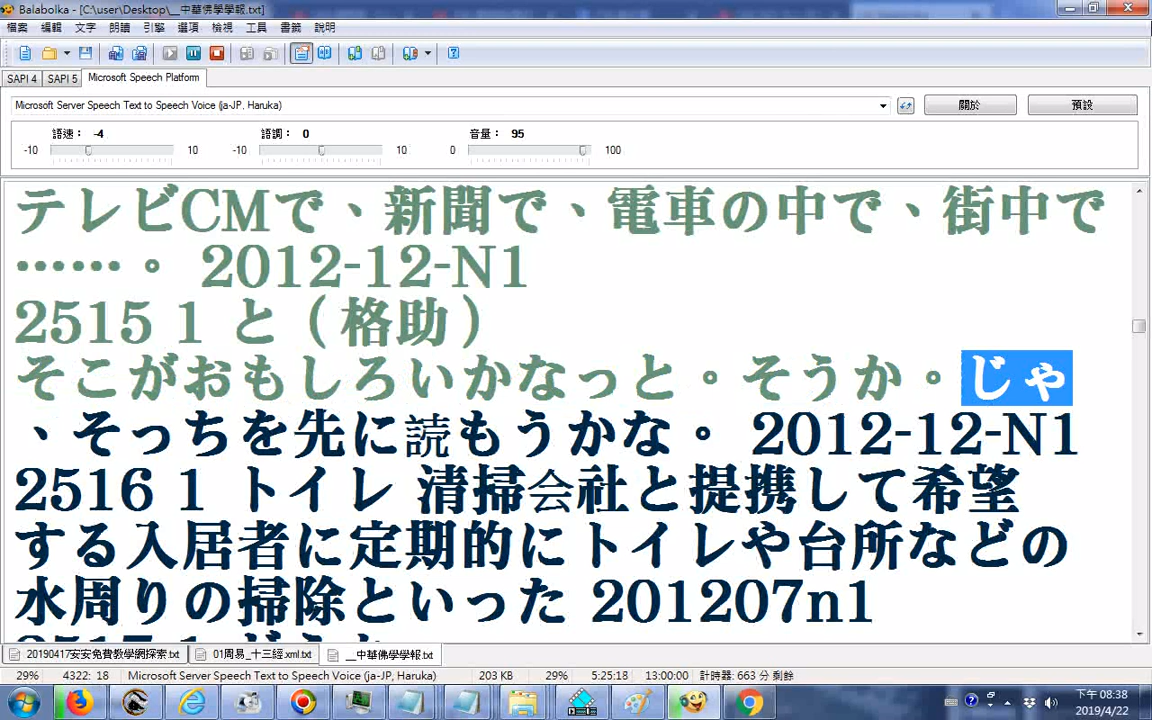 Balabolka - [C:\user\Desktop\__中華佛學學報.txt]
檔案 編輯 文字 朗讀 引擎 選項 檢視 工具 書籤 說明
SAPI 4 SAPI 5 Microsoft Speech Platform
Microsoft Server Speech Text to Speech Voice (ja-JP, Haruka) 關於 預設
語速： -4 語調： 0 音量： 95
-10 10 -10 10 0 100
テレビCMで、新聞で、電車の中で、街中で
……。 2012-12-N1
2515 1 と（格助）
そこがおもしろいかなっと。そうか。じゃ
、そっちを先に読もうかな。 2012-12-N1
2516 1 トイレ 清掃会社と提携して希望
する入居者に定期的にトイレや台所などの
水周りの掃除といった 201207n1
20190417安安免費教學網探索.txt 01周易_十三經.xml.txt __中華佛學學報.txt
29% 4322: 18 Microsoft Server Speech Text to Speech Voice (ja-JP, Haruka) 203 KB 29% 5:25:18 13:00:00 計時器: 663 分 剩餘
下午 08:38
2019/4/22